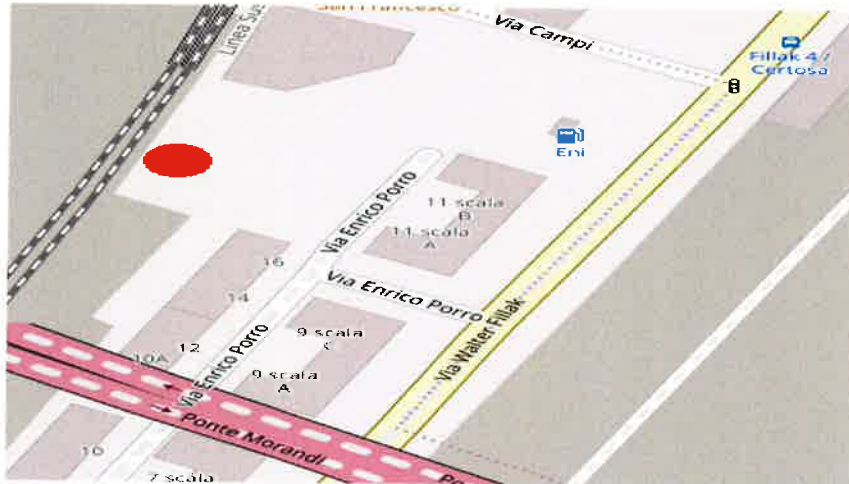 San Francesco
Linea Sus
Via Campi
Fillak 4 /
Certosa
Eni
Via Enrico Porro
11 scala
B
11 scala
A
16
Via Enrico Porro
14
Via Walter Fillak
9 scala
C
12
10A
Via Enrico Porro
9 scala
A
Ponte Morandi
10
Po
7 scala